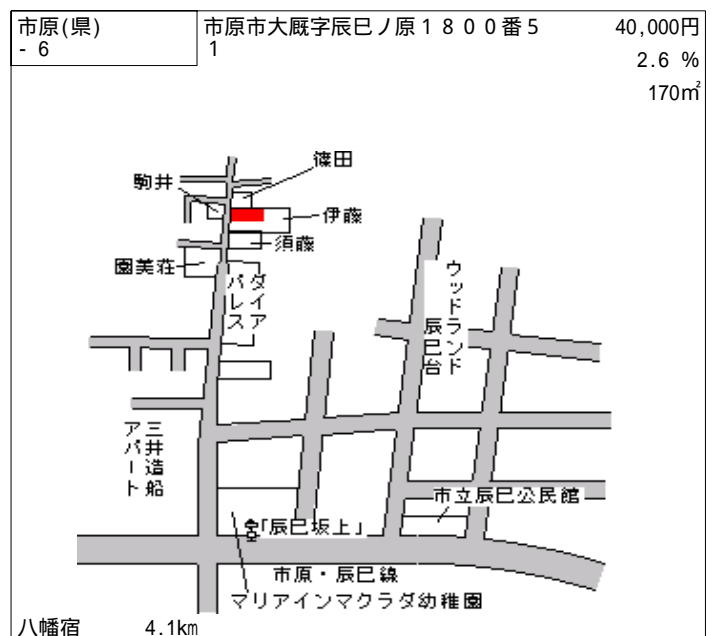 市原(県)
- 6
市原市大厩字辰巳ノ原１８００番５
1
40,000円
2.6 %
170㎡
篠田
駒井
伊藤
須藤
園美荘
ダイア
パレス
ウッドランド
辰巳台
三井造船
アパート
市立辰巳公民館
「辰巳坂上」
市原・辰巳線
マリアインマクラダ幼稚園
八幡宿 4.1km